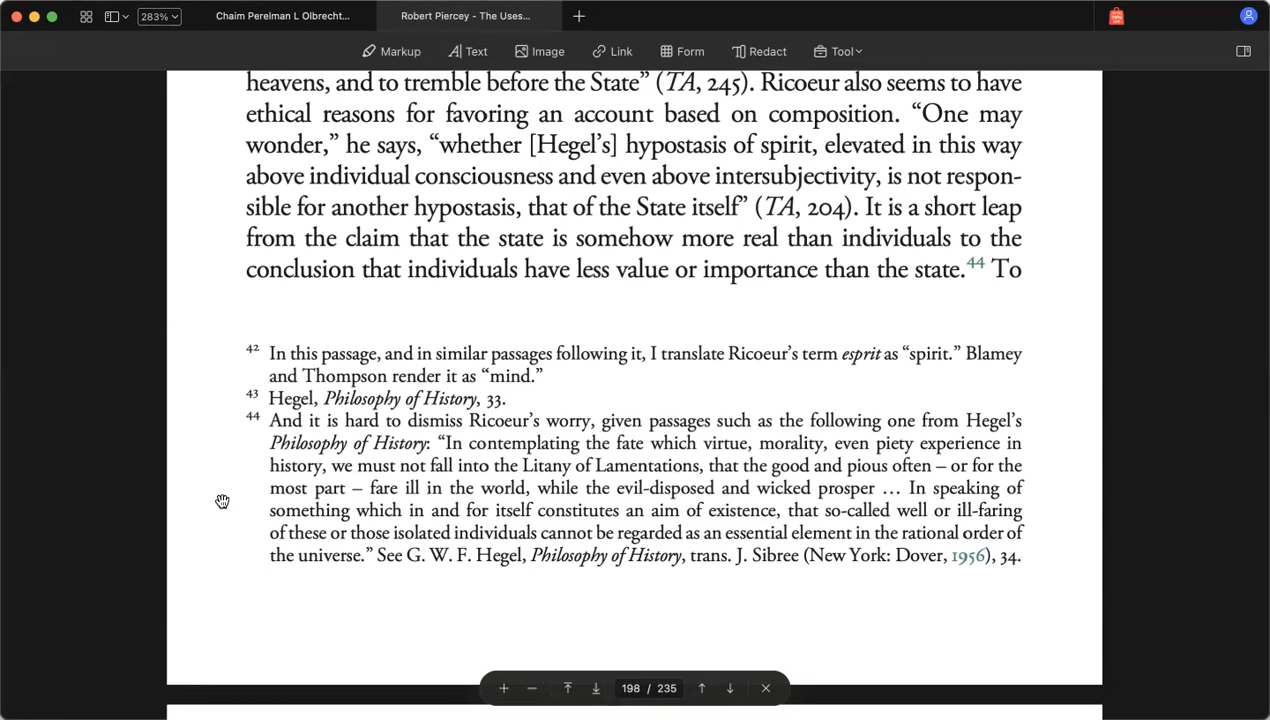 283%
Chaim Perelman L Olbrecht...
Robert Piercey - The Uses...
Markup
Text
Image
Link
Form
Redact
Tool
heavens, and to tremble before the State” (TA, 245). Ricoeur also seems to have
ethical reasons for favoring an account based on composition. “One may
wonder,” he says, “whether [Hegel’s] hypostasis of spirit, elevated in this way
above individual consciousness and even above intersubjectivity, is not respon-
sible for another hypostasis, that of the State itself” (TA, 204). It is a short leap
from the claim that the state is somehow more real than individuals to the
conclusion that individuals have less value or importance than the state.44 To
42 In this passage, and in similar passages following it, I translate Ricoeur’s term esprit as “spirit.” Blamey
and Thompson render it as “mind.”
43 Hegel, Philosophy of History, 33.
44 And it is hard to dismiss Ricoeur’s worry, given passages such as the following one from Hegel’s
Philosophy of History: “In contemplating the fate which virtue, morality, even piety experience in
history, we must not fall into the Litany of Lamentations, that the good and pious often – or for the
most part – fare ill in the world, while the evil-disposed and wicked prosper … In speaking of
something which in and for itself constitutes an aim of existence, that so-called well or ill-faring
of these or those isolated individuals cannot be regarded as an essential element in the rational order of
the universe.” See G. W. F. Hegel, Philosophy of History, trans. J. Sibree (New York: Dover, 1956), 34.
198 / 235